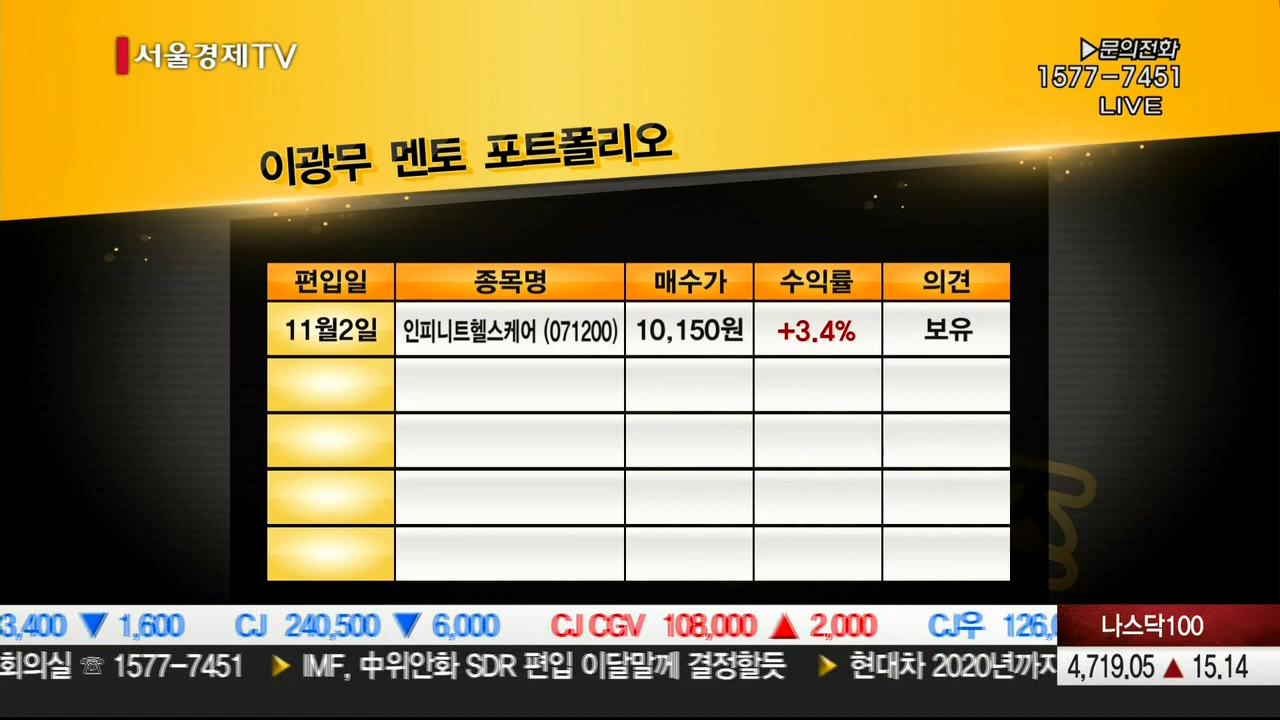 서울경제TV
▶문의전화
1577-7451
LIVE
이광무 멘토 포트폴리오
편입일 종목명 매수가 수익률 의견
11월2일 인피니트헬스케어 (071200) 10,150원 +3.4% 보유
3,400 ▼ 1,600 CJ 240,500 ▼ 6,000 CJ CGV 108,000 ▲ 2,000 CJ우 126,0
나스닥100
회의실 ☏ 1577-7451 ▶ IMF, 中위안화 SDR 편입 이달말께 결정할듯 ▶ 현대차 2020년까지
4,719.05 ▲ 15.14